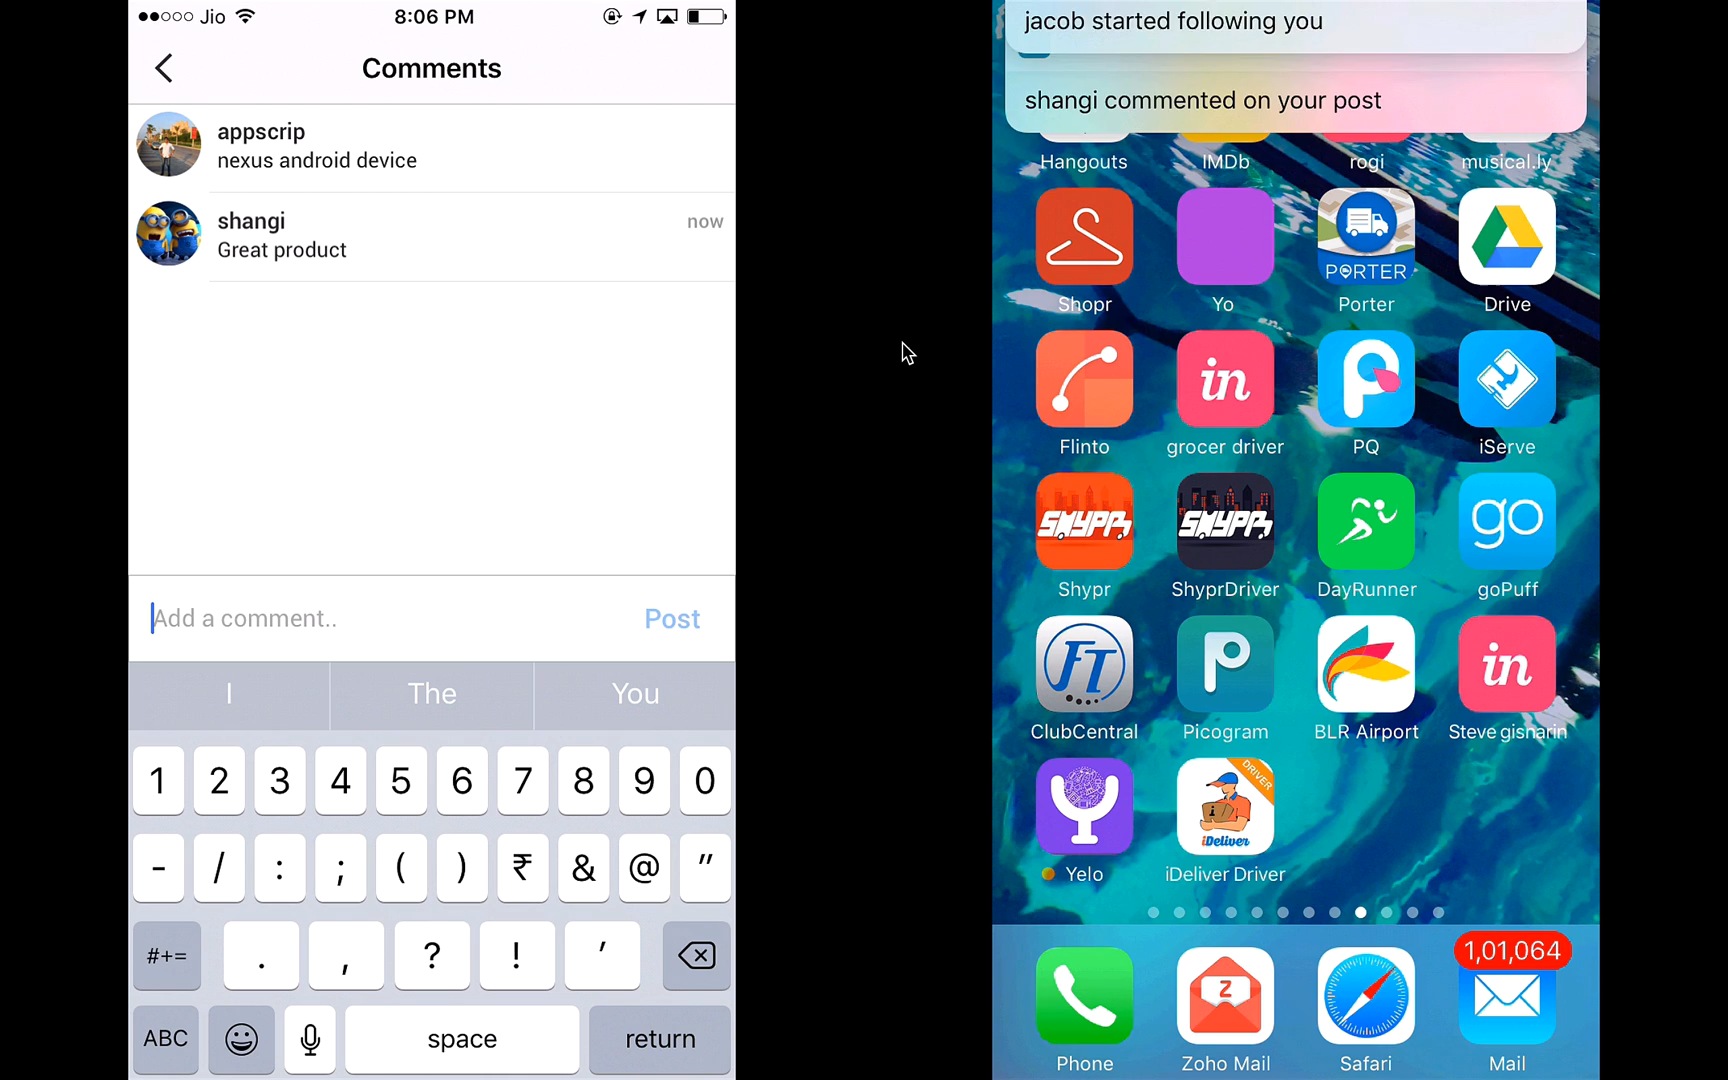 Jio
8:06 PM
Comments
appscrip
nexus android device
shangi
now
Great product
Add a comment..
Post
I
The
You
1 2 3 4 5 6 7 8 9 0
- / : ; ( ) ₹ & @ "
#+= . , ? ! '
ABC
space
return
jacob started following you
shangi commented on your post
Hangouts
IMDb
rogi
musical.ly
PORTER
Shopr
Yo
Porter
Drive
in
P
Flinto
grocer driver
PQ
iServe
SHYPR
SHYPR
go
Shypr
ShyprDriver
DayRunner
goPuff
FT
P
in
ClubCentral
Picogram
BLR Airport
Steve gisharin
DRIVER
iDeliver
Yelo
iDeliver Driver
1,01,064
Z
Phone
Zoho Mail
Safari
Mail